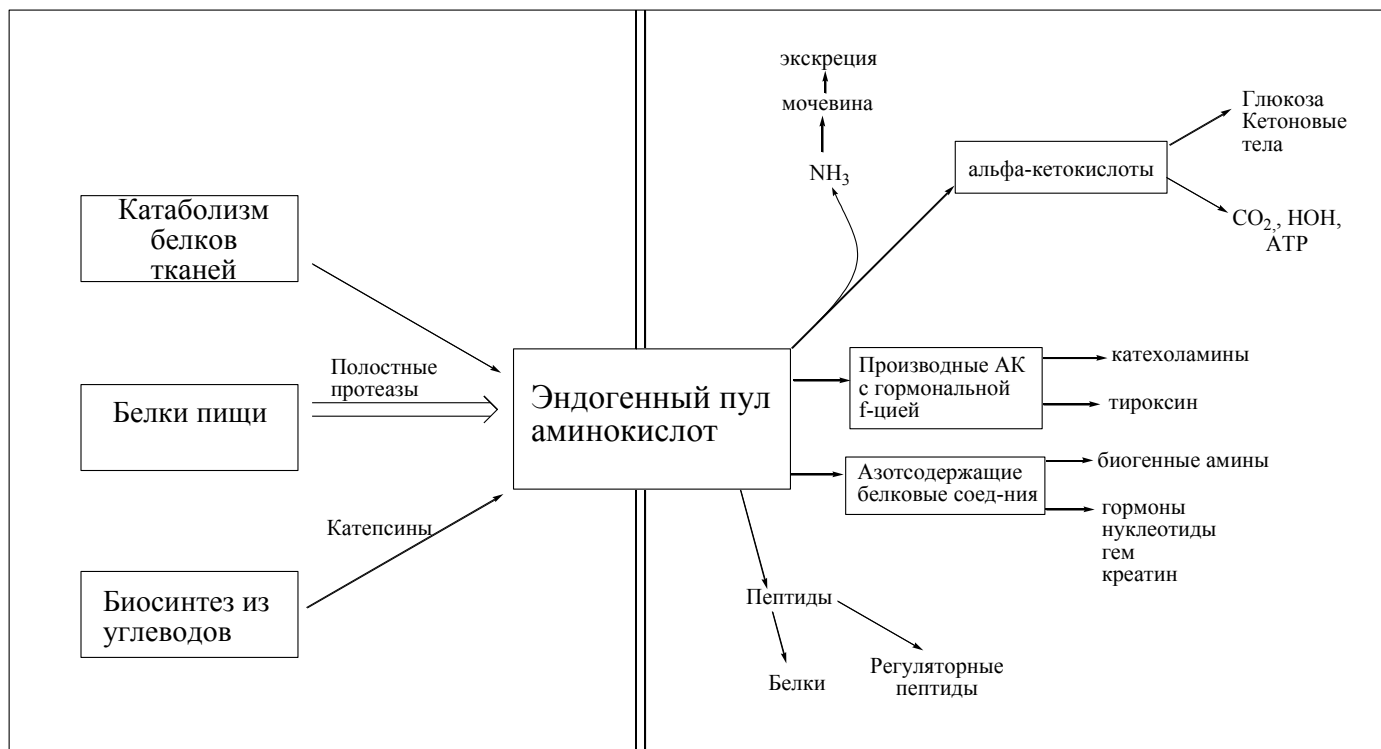 Катаболизм
белков
тканей
Белки пищи
Биосинтез из
углеводов
Полостные
протеазы
Катепсины
Эндогенный пул
аминокислот
экскреция
мочевина
NH3
альфа-кетокислоты
Глюкоза
Кетоновые
тела
CO2,, HOH,
АТР
Производные АК
с гормональной
f-цией
катехоламины
тироксин
Азотсодержащие
белковые соед-ния
биогенные амины
гормоны
нуклеотиды
гем
креатин
Пептиды
Белки
Регуляторные
пептиды